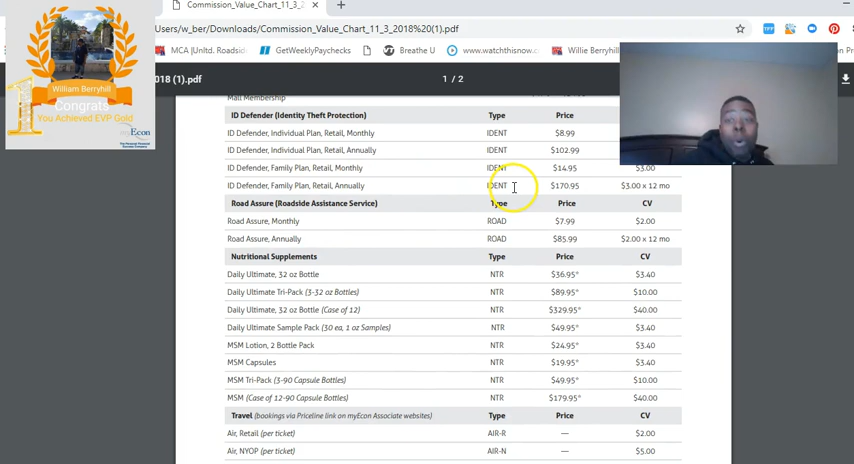 Commission_Value_Chart_11_3_2018 ×
+
Users/w_ber/Downloads/Commission_Value_Chart_11_3_2018%20(1).pdf
MCA |Unltd. Roadsid
GetWeeklyPaychecks
Breathe U
www.watchthisnow.c
Willie Berryhill
2018 (1).pdf
1 / 2
1
William Berryhill
Congrats
You Achieved EVP Gold
myEcon
Mall Membership
ID Defender (Identity Theft Protection) Type Price
ID Defender, Individual Plan, Retail, Monthly IDENT $8.99
ID Defender, Individual Plan, Retail, Annually IDENT $102.99
ID Defender, Family Plan, Retail, Monthly IDENT $14.95 $3.00
ID Defender, Family Plan, Retail, Annually IDENT $170.95 $3.00 x 12 mo
Road Assure (Roadside Assistance Service) Type Price CV
Road Assure, Monthly ROAD $7.99 $2.00
Road Assure, Annually ROAD $85.99 $2.00 x 12 mo
Nutritional Supplements Type Price CV
Daily Ultimate, 32 oz Bottle NTR $36.95* $3.40
Daily Ultimate Tri-Pack (3-32 oz Bottles) NTR $89.95* $10.00
Daily Ultimate, 32 oz Bottle (Case of 12) NTR $329.95* $40.00
Daily Ultimate Sample Pack (30 ea, 1 oz Samples) NTR $49.95* $3.40
MSM Lotion, 2 Bottle Pack NTR $24.95* $3.40
MSM Capsules NTR $19.95* $3.40
MSM Tri-Pack (3-90 Capsule Bottles) NTR $49.95* $10.00
MSM (Case of 12-90 Capsule Bottles) NTR $179.95* $40.00
Travel (bookings via Priceline link on myEcon Associate websites) Type Price CV
Air, Retail (per ticket) AIR-R — $2.00
Air, NYOP (per ticket) AIR-N — $5.00